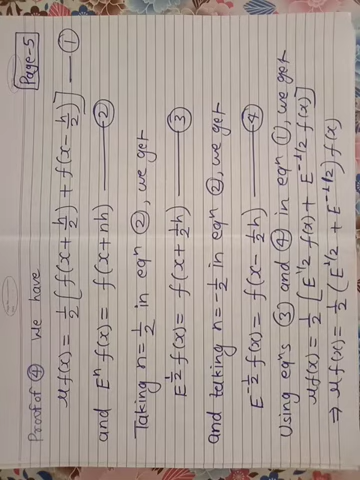 Page-5
Proof of ④ We have
μf(x) = 1/2 [f(x+h/2) + f(x-h/2)] — ①
and Eⁿ f(x) = f(x+nh) — ②
Taking n=1/2 in eqⁿ ②, we get
E^(1/2) f(x) = f(x+1/2h) — ③
and taking n=-1/2 in eqⁿ ②, we get
E^(-1/2) f(x) = f(x-1/2h) — ④
Using eqⁿs ③ and ④ in eqⁿ ①, we get
μf(x) = 1/2 [E^(1/2) f(x) + E^(-1/2) f(x)]
⇒ μf(x) = 1/2 (E^(1/2) + E^(-1/2)) f(x)